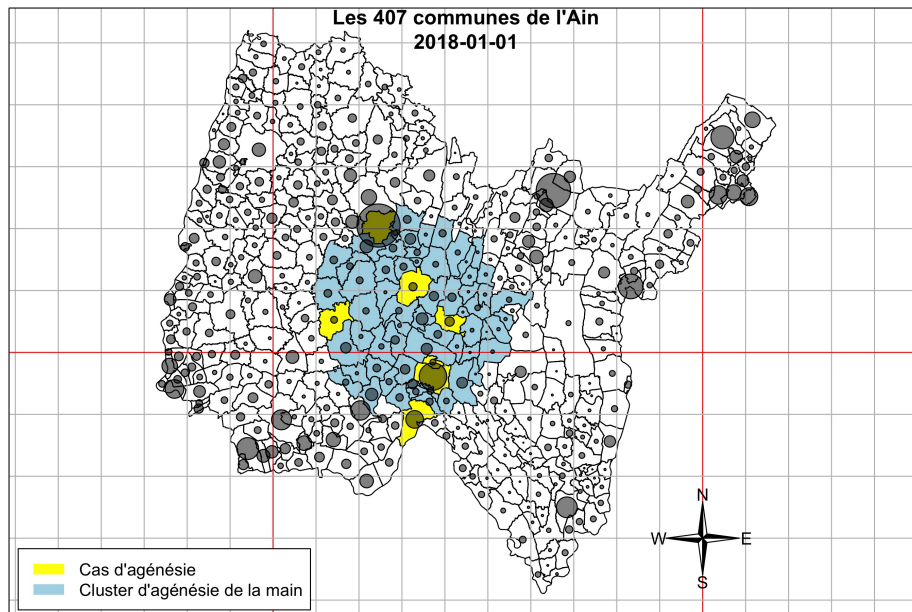 Les 407 communes de l'Ain
2018-01-01
N
W
E
S
Cas d'agénésie
Cluster d'agénésie de la main